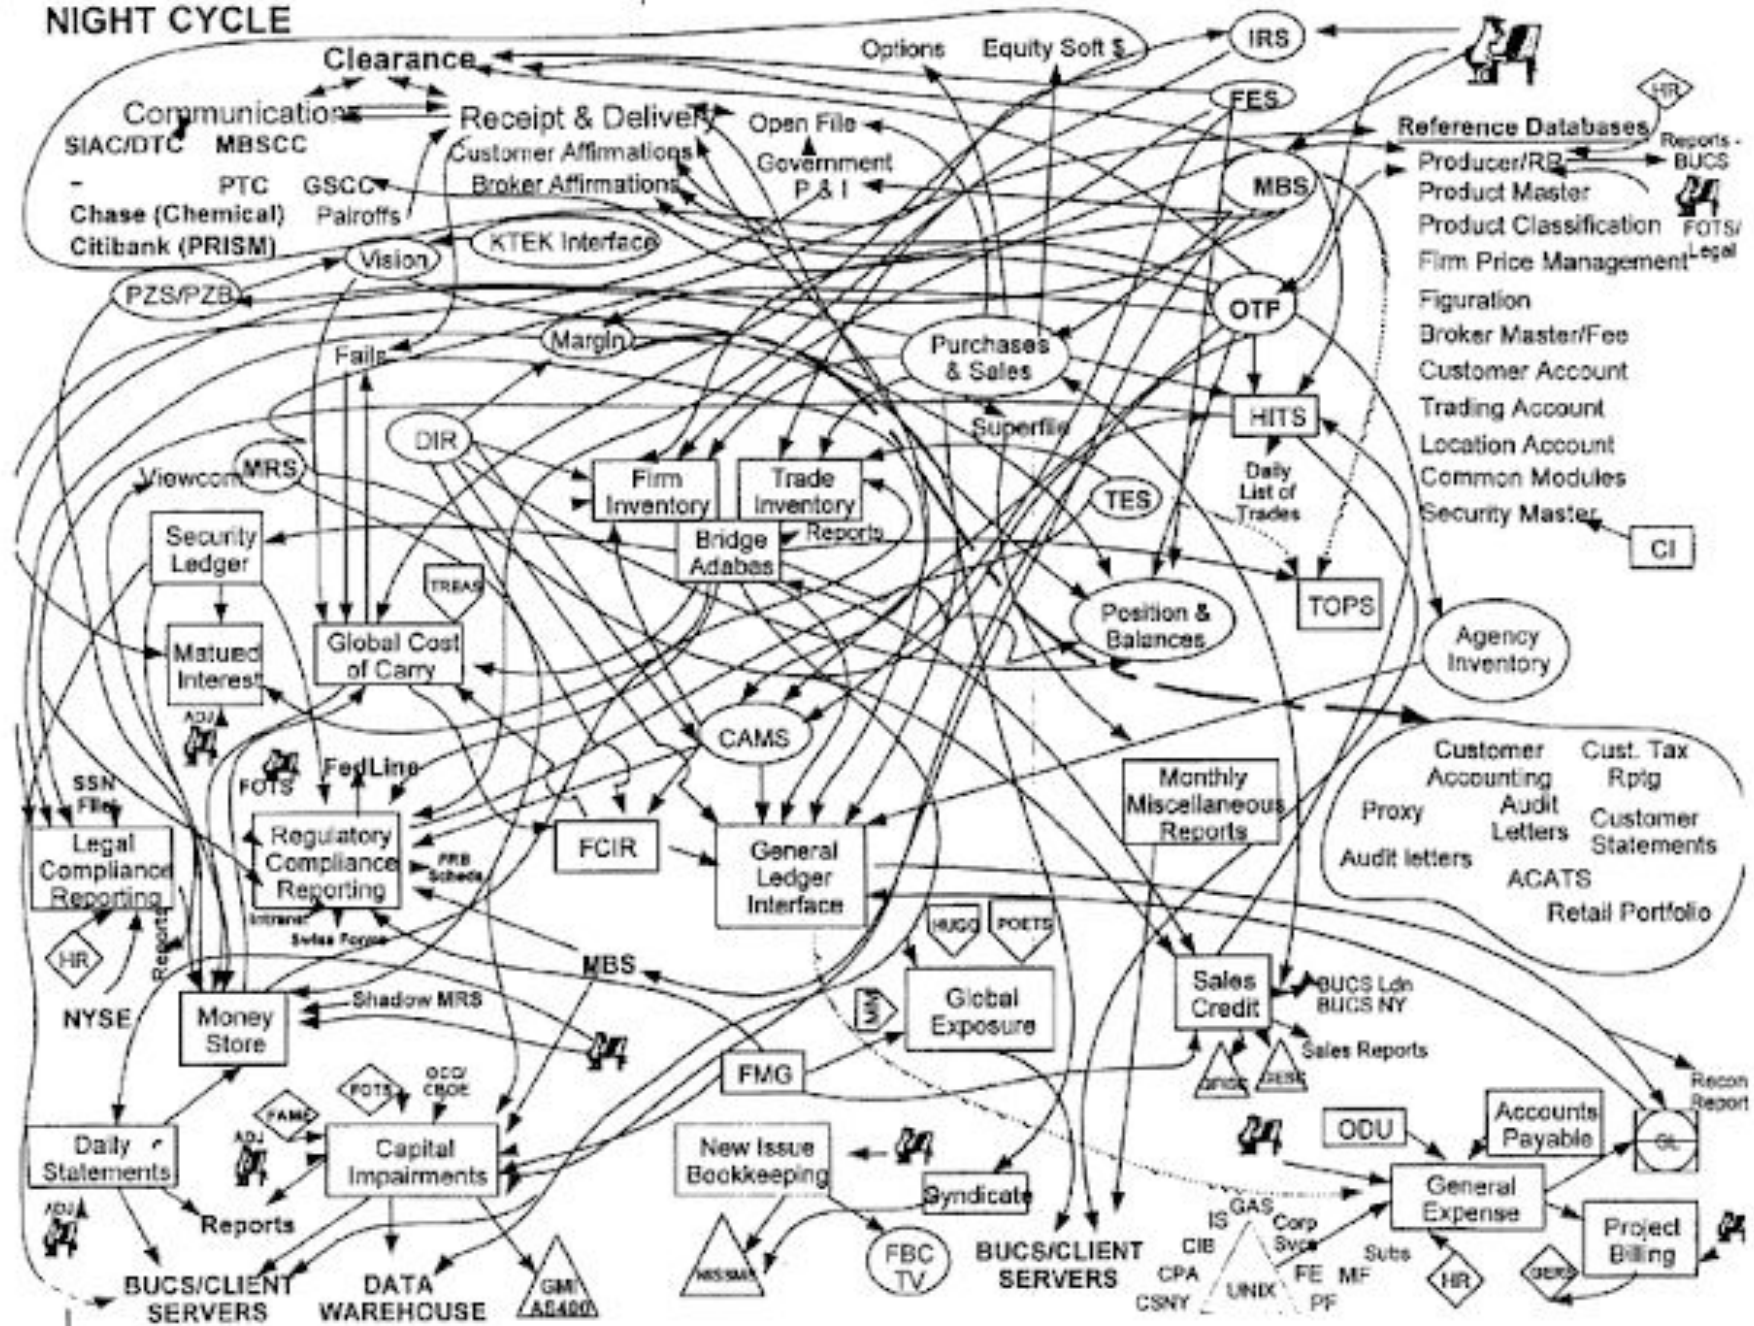 NIGHT CYCLE
Clearance
Communications
SIAC/DTC MBSCC
PTC GSCC
Chase (Chemical) Pairoffs
Citibank (PRISM)
Receipt & Delivery
Customer Affirmations
Broker Affirmations
Options
Equity Soft $
Open File
Government
P & I
IRS
FES
MBS
OTF
HR
Reference Databases
Producer/RR
Product Master
Product Classification
Firm Price Management
Figuration
Broker Master/Fee
Customer Account
Trading Account
Location Account
Common Modules
Security Master
Reports -
BUCS
FOTS/
Legal
CI
Vision
KTEK Interface
PZS/PZB
Margin
Fails
Purchases
& Sales
Superfile
HITS
Daily
List of
Trades
DIR
Viewcom
MRS
Firm
Inventory
Trade
Inventory
Bridge
Adabas
Reports
TES
TOPS
Security
Ledger
TREAS
Matued
Interest
Global Cost
of Carry
Position &
Balances
Agency
Inventory
ADJ
CAMS
FOTS
FedLine
SSN
Legal
Compliance
Reporting
Regulatory
Compliance
Reporting
FRB
Scheds
Intranet
Swiss Forms
FCIR
General
Ledger
Interface
Monthly
Miscellaneous
Reports
Customer
Accounting
Cust. Tax
Rptg
Proxy
Audit
Letters
Customer
Statements
Audit letters
ACATS
Retail Portfolio
HR
Reports
NYSE
MBS
HUGO
POETS
MM
Global
Exposure
Sales
Credit
BUCS Ldn
BUCS NY
Sales Reports
Money
Store
Shadow MRS
FMG
Recon
Report
FAME
FOTS
OCC/
CBOE
Daily
Statements
ADJ
Capital
Impairments
New Issue
Bookkeeping
Syndicate
ODU
Accounts
Payable
GL
General
Expense
Project
Billing
ADJ
Reports
BUCS/CLIENT
SERVERS
DATA
WAREHOUSE
GMI
AS400
FBC
TV
BUCS/CLIENT
SERVERS
GAS
IS
Corp
Svcs
CIB
Subs
CPA
FE
MF
CSNY
UNIX
PF
HR